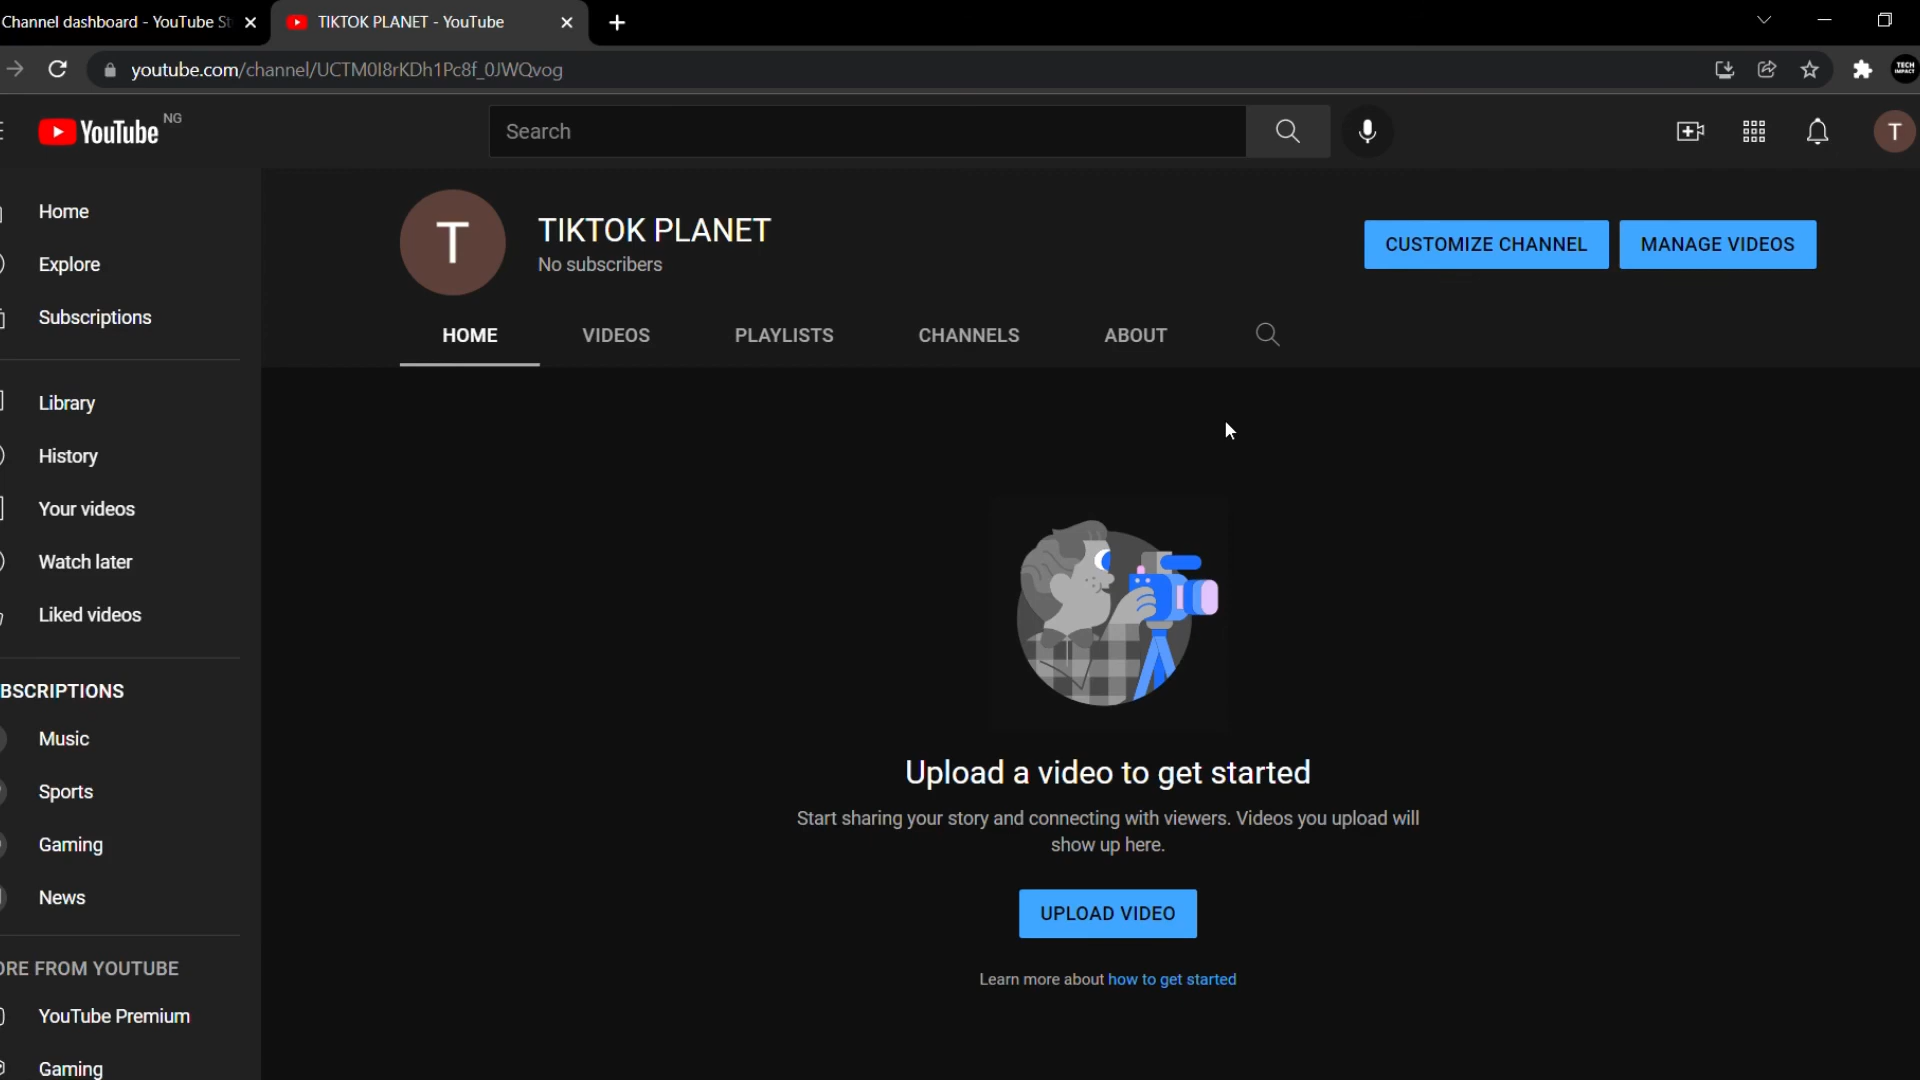 Channel dashboard - YouTube St
TIKTOK PLANET - YouTube
youtube.com/channel/UCTM0I8rKDh1Pc8f_0JWQvog
TECH
IMPACT
YouTube NG
Search
T
Home
Explore
Subscriptions
Library
History
Your videos
Watch later
Liked videos
BSCRIPTIONS
Music
Sports
Gaming
News
ORE FROM YOUTUBE
YouTube Premium
Gaming
T
TIKTOK PLANET
No subscribers
CUSTOMIZE CHANNEL
MANAGE VIDEOS
HOME VIDEOS PLAYLISTS CHANNELS ABOUT
Upload a video to get started
Start sharing your story and connecting with viewers. Videos you upload will
show up here.
UPLOAD VIDEO
Learn more about how to get started